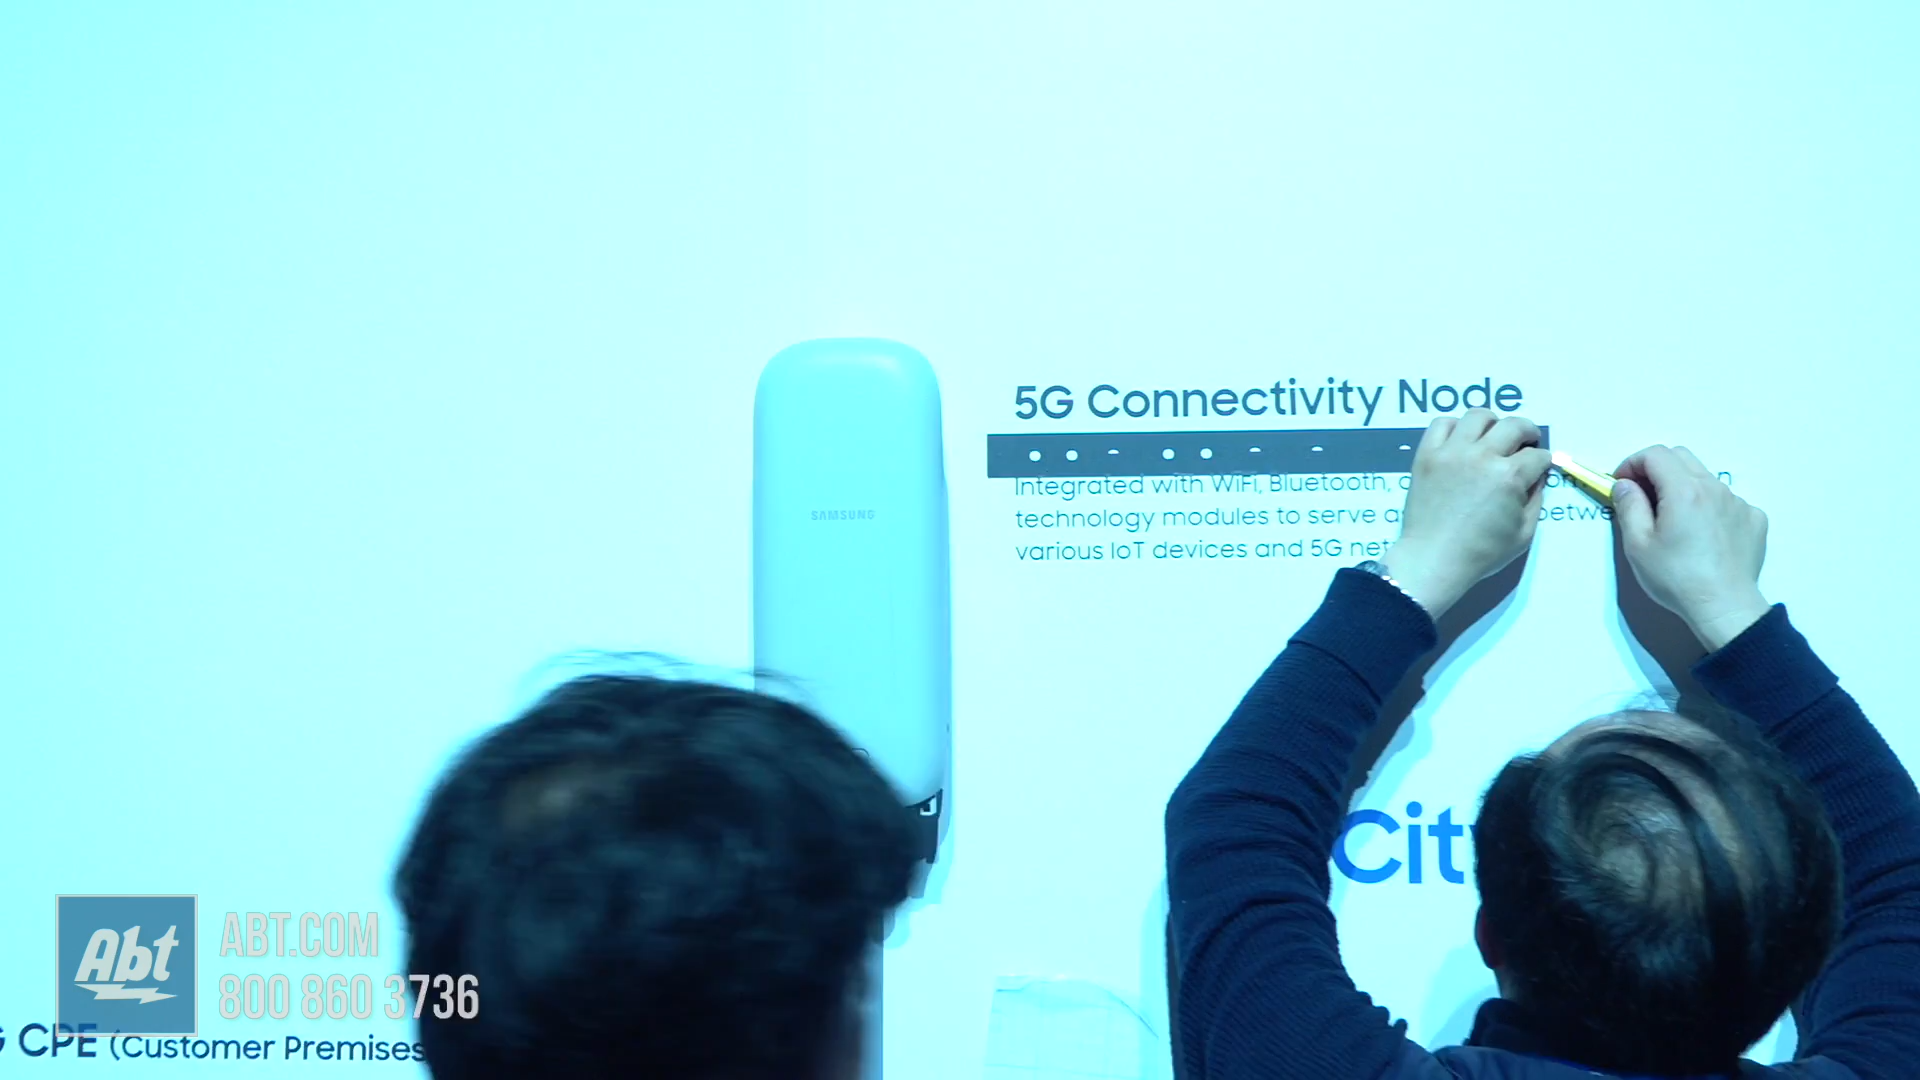 5G Connectivity Node
Integrated with WiFi, Bluetooth,
technology modules to serve
various IoT devices and 5G
SAMSUNG
Abt
ABT.COM
800 860 3736
CPE (Customer Premises